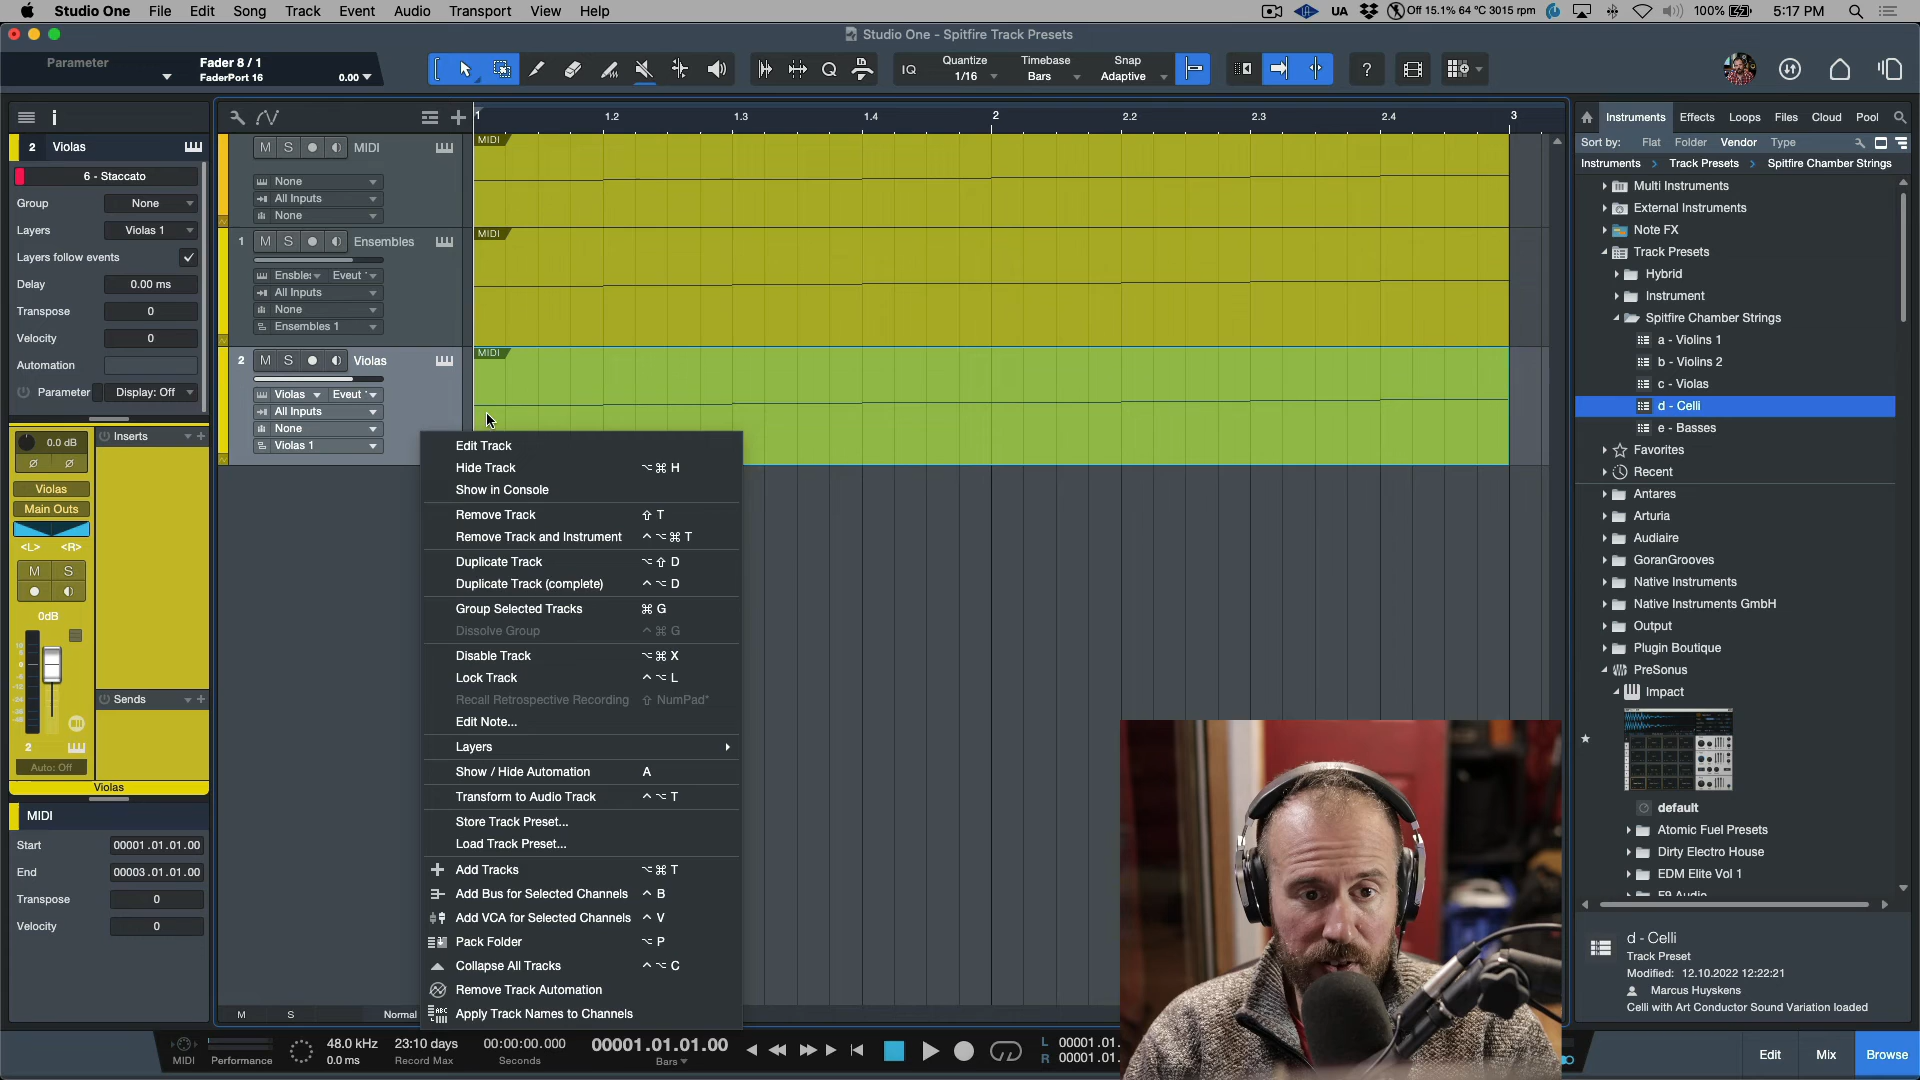 Studio One File Edit Song Track Event Audio Transport View Help
UA Off 15.1% 64 °C 3015 rpm 100% 5:17 PM
Studio One - Spitfire Track Presets
Parameter
Fader 8 / 1
FaderPort 16 0.00
IQ
Quantize
1/16
Timebase
Bars
Snap
Adaptive
?
2 Violas
6 - Staccato
Group None
Layers Violas 1
Layers follow events
Delay 0.00 ms
Transpose 0
Velocity 0
Automation
Parameter Display: Off
0.0 dB
Inserts
Violas
Main Outs
<L> <R>
M S
0dB
Sends
2
Auto: Off
Violas
MIDI
Start 00001.01.01.00
End 00003.01.01.00
Transpose 0
Velocity 0
1 1.2 1.3 1.4 2 2.2 2.3 2.4 3
M S MIDI
None
All Inputs
None
MIDI
1 M S Ensembles
All Inputs
None
Ensembles 1
MIDI
2 M S Violas
Violas
All Inputs
None
Violas 1
MIDI
Edit Track
Hide Track ⌥⌘ H
Show in Console
Remove Track ⇧ T
Remove Track and Instrument ^⌥⌘ T
Duplicate Track ⌥⇧ D
Duplicate Track (complete) ^⌥ D
Group Selected Tracks ⌘ G
Dissolve Group ^⌘ G
Disable Track ⌥⌘ X
Lock Track ^⌥ L
Recall Retrospective Recording ⇧ NumPad*
Edit Note...
Layers
Show / Hide Automation A
Transform to Audio Track ^⌥ T
Store Track Preset...
Load Track Preset...
Add Tracks ⌥⌘ T
Add Bus for Selected Channels ^ B
Add VCA for Selected Channels ^ V
Pack Folder ⌥ P
Collapse All Tracks ^⌥ C
Remove Track Automation
Apply Track Names to Channels
M S Normal
Instruments Effects Loops Files Cloud Pool
Sort by: Flat Folder Vendor Type
Instruments > Track Presets > Spitfire Chamber Strings
Multi Instruments
External Instruments
Note FX
Track Presets
Hybrid
Instrument
Spitfire Chamber Strings
a - Violins 1
b - Violins 2
c - Violas
d - Celli
e - Basses
Favorites
Recent
Antares
Arturia
Audiaire
GoranGrooves
Native Instruments
Native Instruments GmbH
Output
Plugin Boutique
PreSonus
Impact
default
Atomic Fuel Presets
Dirty Electro House
EDM Elite Vol 1
d - Celli
Track Preset
Modified: 12.10.2022 12:22:21
Marcus Huyskens
Celli with Art Conductor Sound Variation loaded
MIDI
Performance
48.0 kHz
0.0 ms
23:10 days
Record Max
00:00:00.000
Seconds
00001.01.01.00
Bars
L 00001.01.
R 00001.01.
Edit Mix Browse